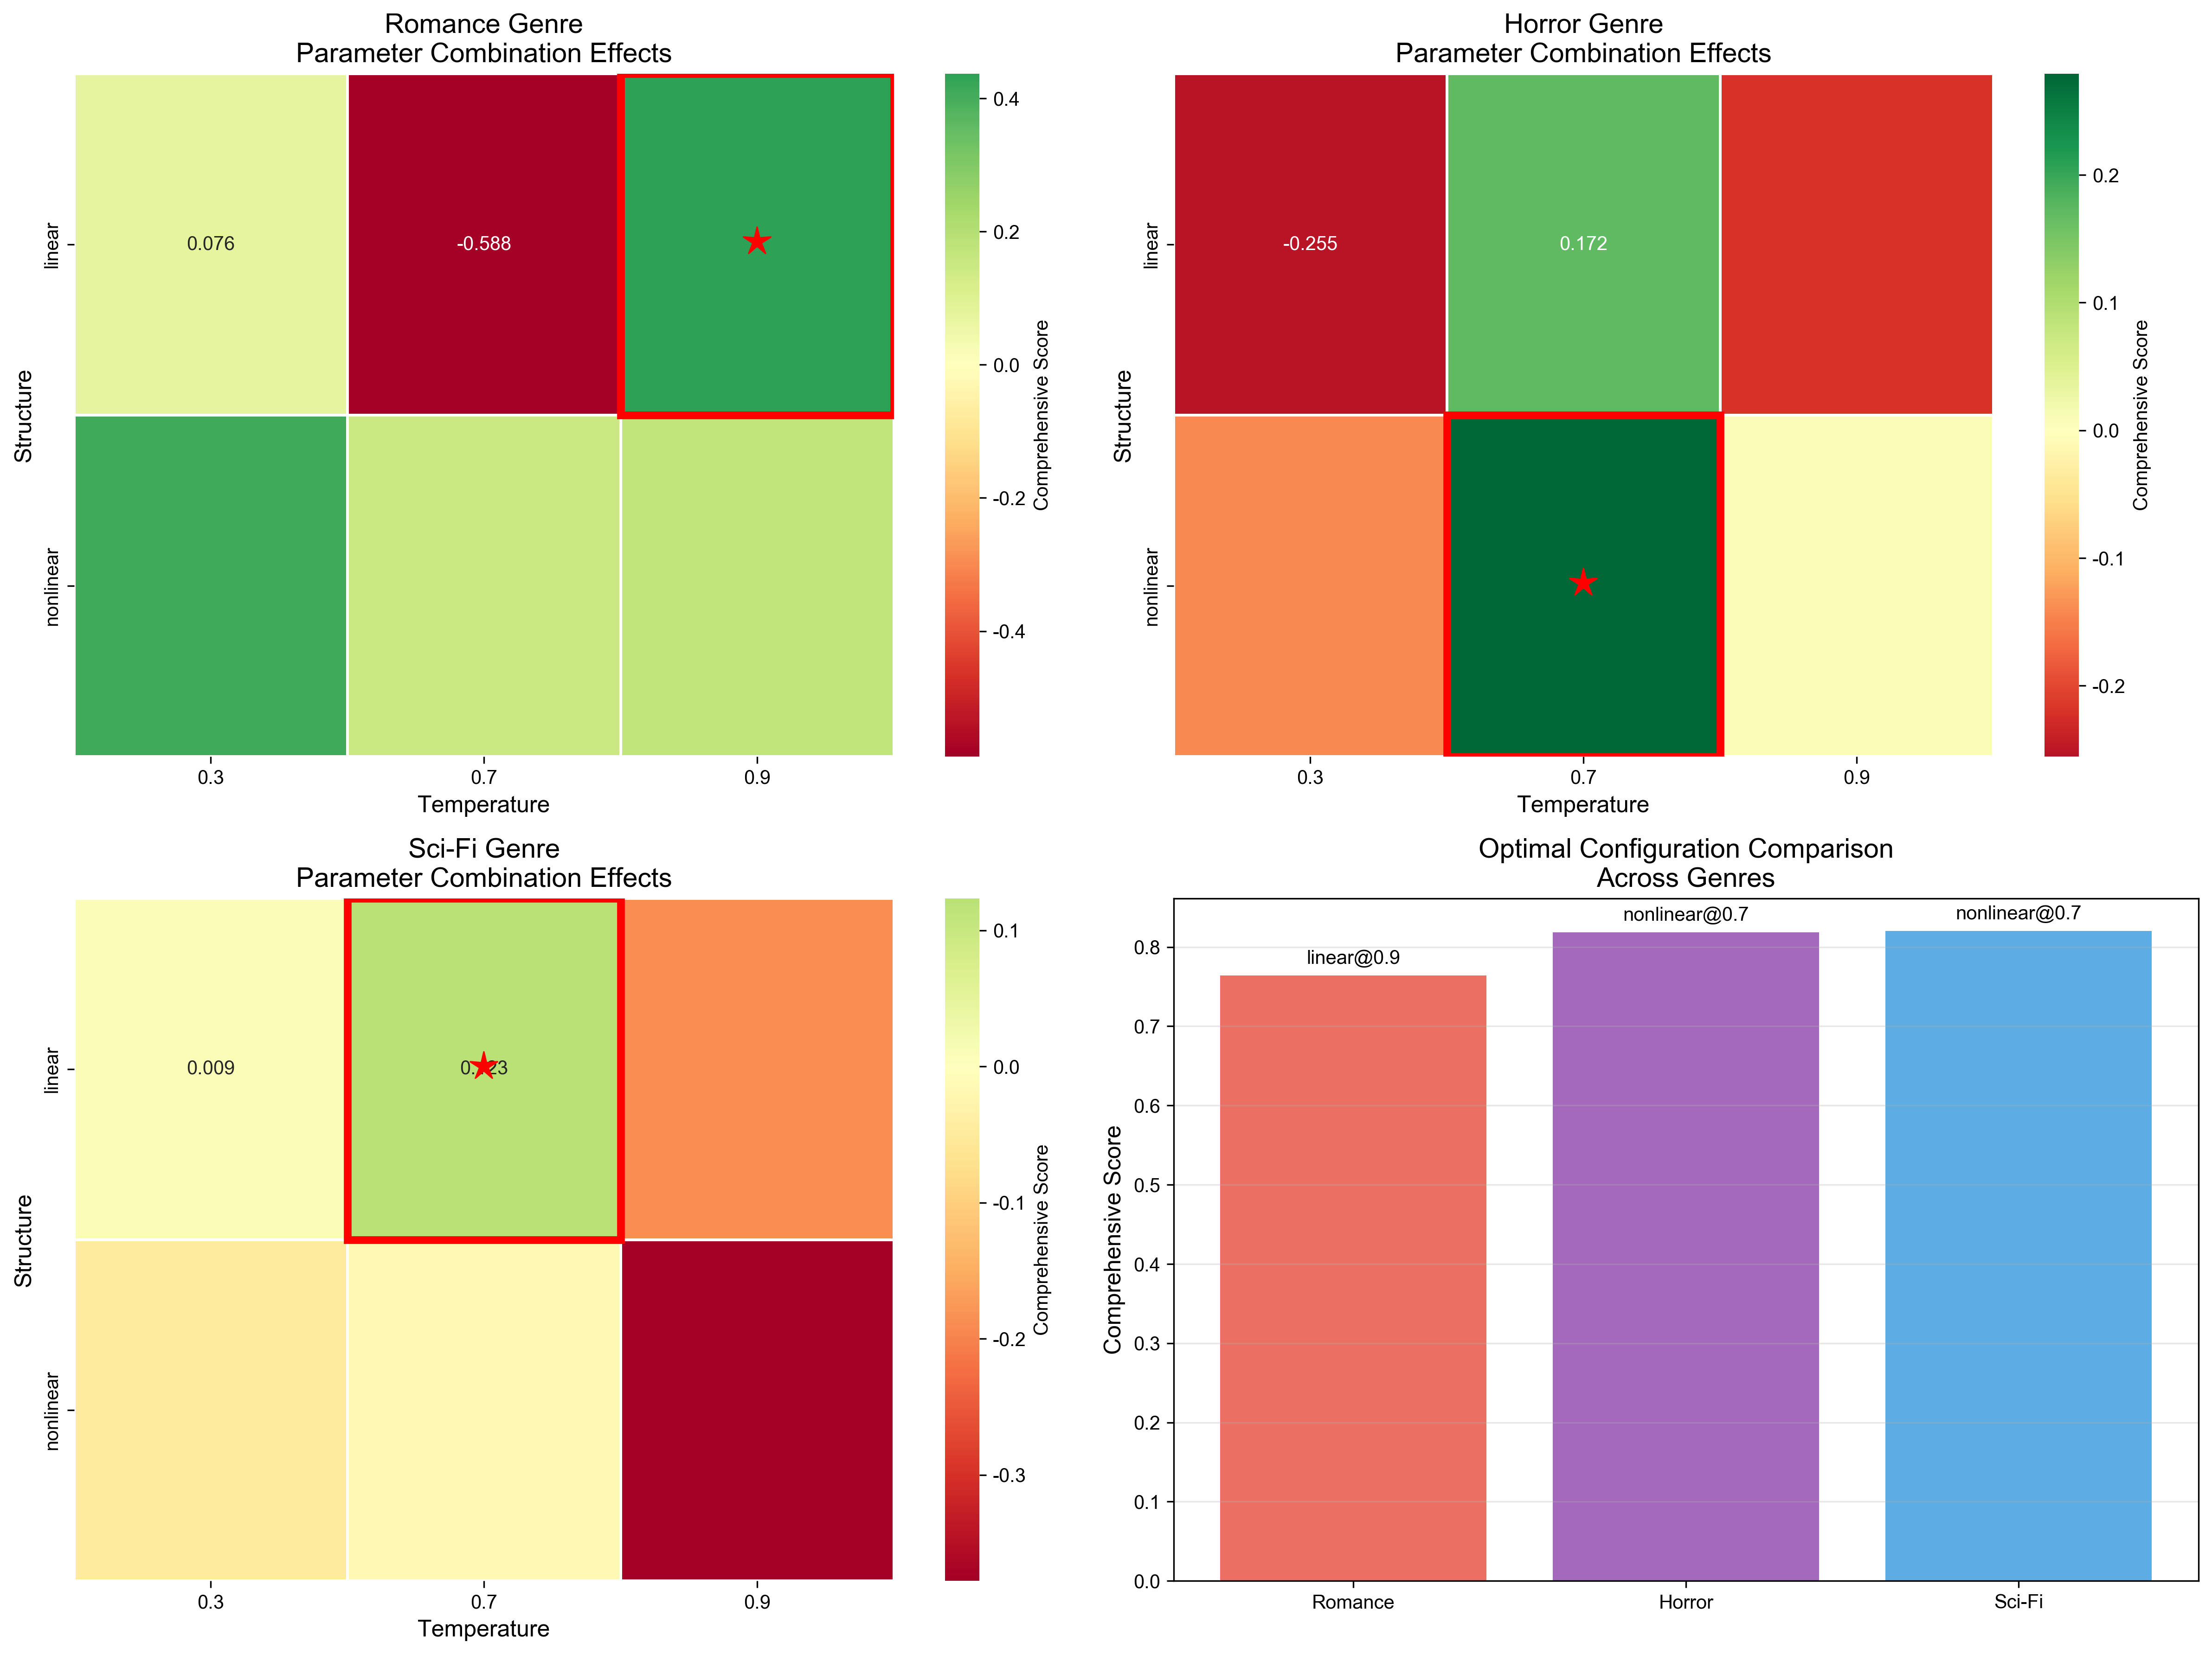 Romance Genre
Parameter Combination Effects
0.076
-0.588
linear
nonlinear
Structure
0.3
0.7
0.9
Temperature
0.4
0.2
0.0
-0.2
-0.4
Comprehensive Score
Horror Genre
Parameter Combination Effects
-0.255
0.172
linear
nonlinear
Structure
0.3
0.7
0.9
Temperature
0.2
0.1
0.0
-0.1
-0.2
Comprehensive Score
Sci-Fi Genre
Parameter Combination Effects
0.009
linear
nonlinear
Structure
0.3
0.7
0.9
Temperature
0.1
0.0
-0.1
-0.2
-0.3
Comprehensive Score
Optimal Configuration Comparison
Across Genres
linear@0.9
nonlinear@0.7
nonlinear@0.7
0.8
0.7
0.6
0.5
0.4
0.3
0.2
0.1
0.0
Comprehensive Score
Romance
Horror
Sci-Fi